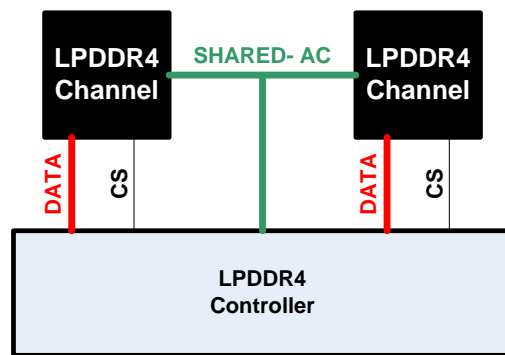 LPDDR4
Channel
SHARED- AC
LPDDR4
Channel
DATA
CS
DATA
CS
LPDDR4
Controller